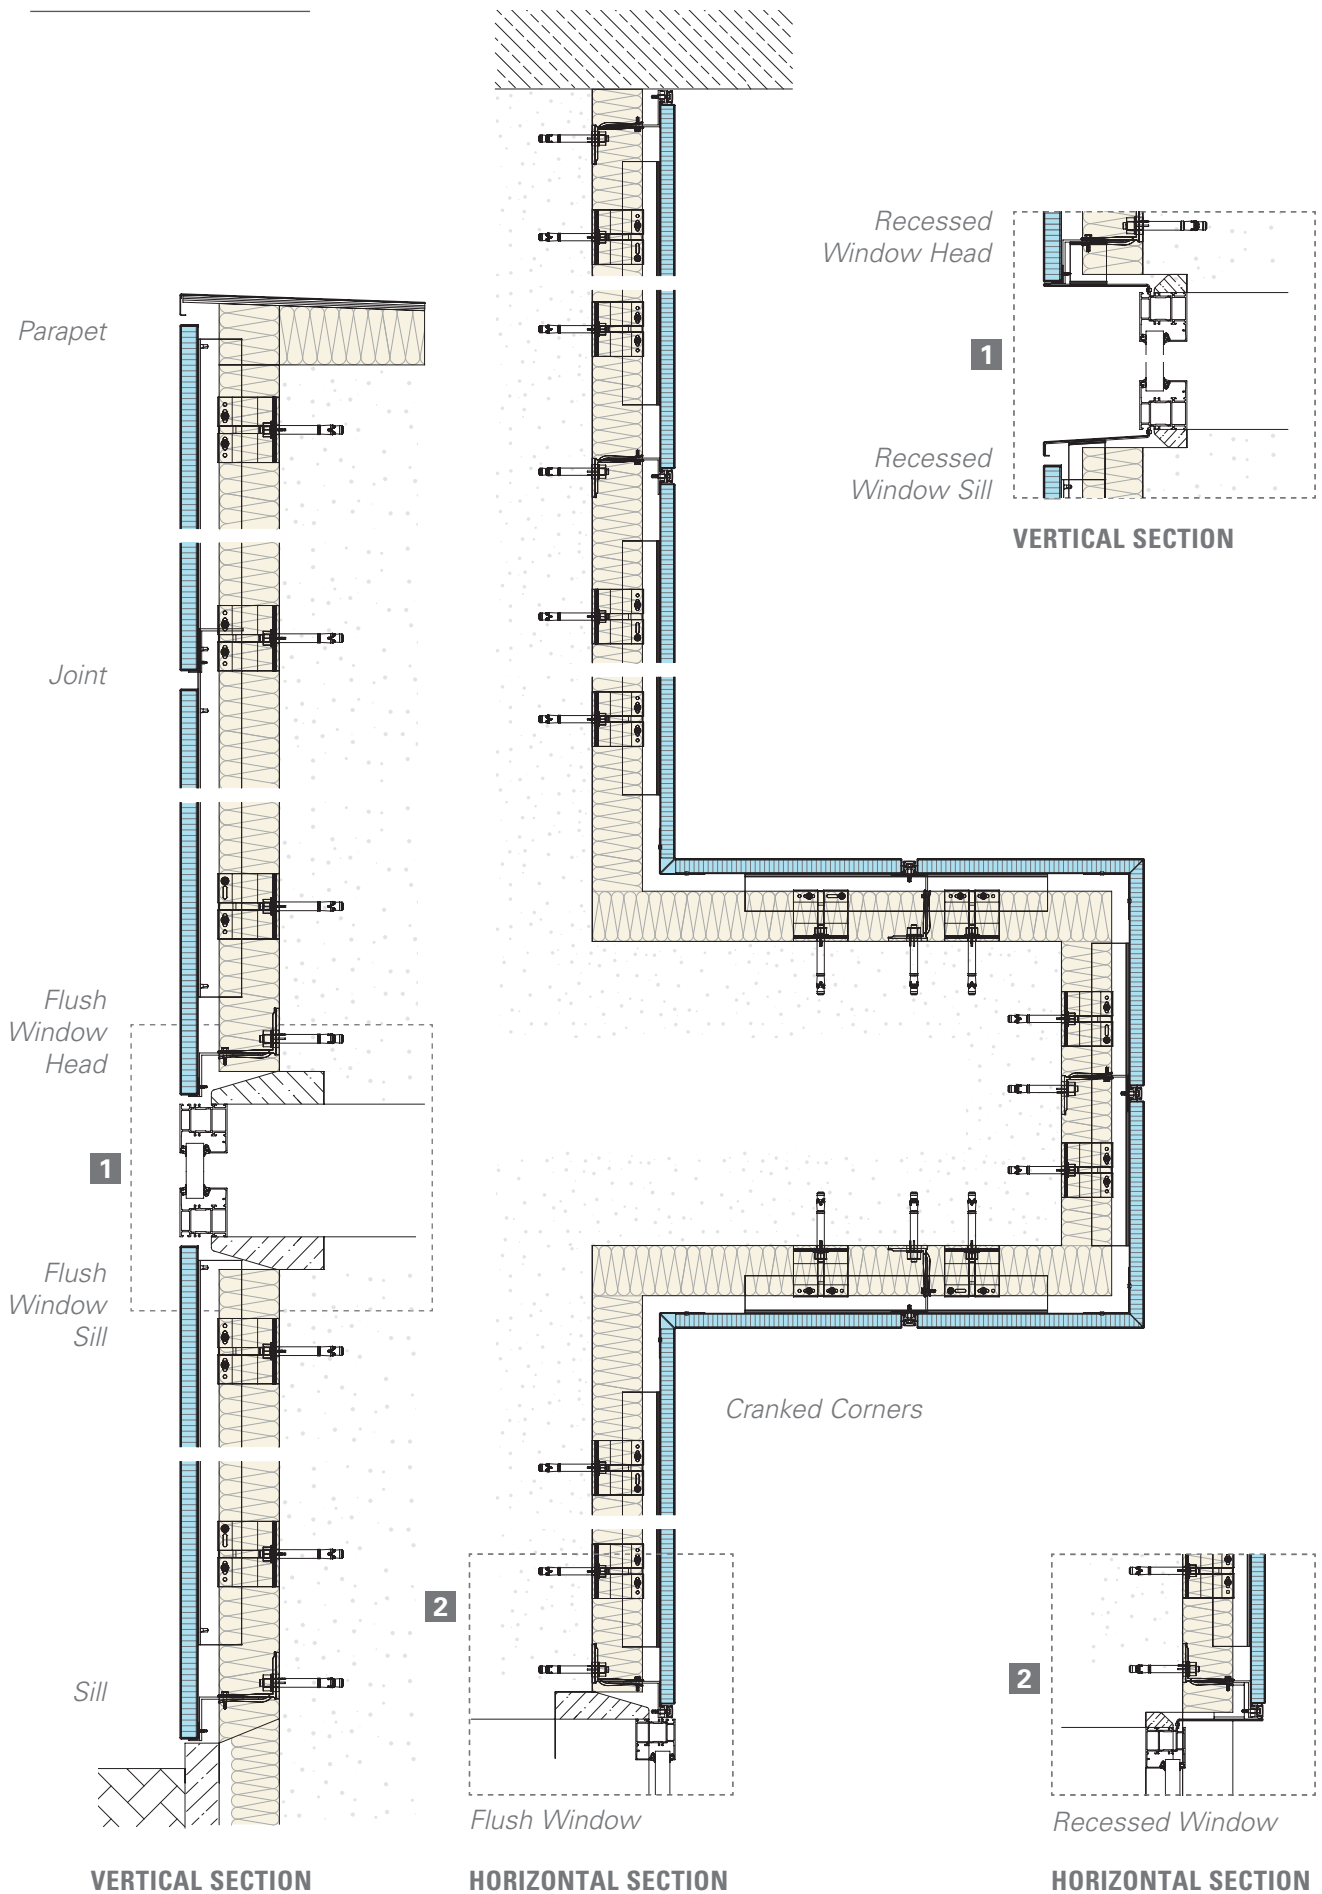 Parapet
Joint
Flush
Window
Head
1
Flush
Window
Sill
Sill
VERTICAL SECTION
Cranked Corners
2
Flush Window
HORIZONTAL SECTION
Recessed
Window Head
1
Recessed
Window Sill
VERTICAL SECTION
2
Recessed Window
HORIZONTAL SECTION